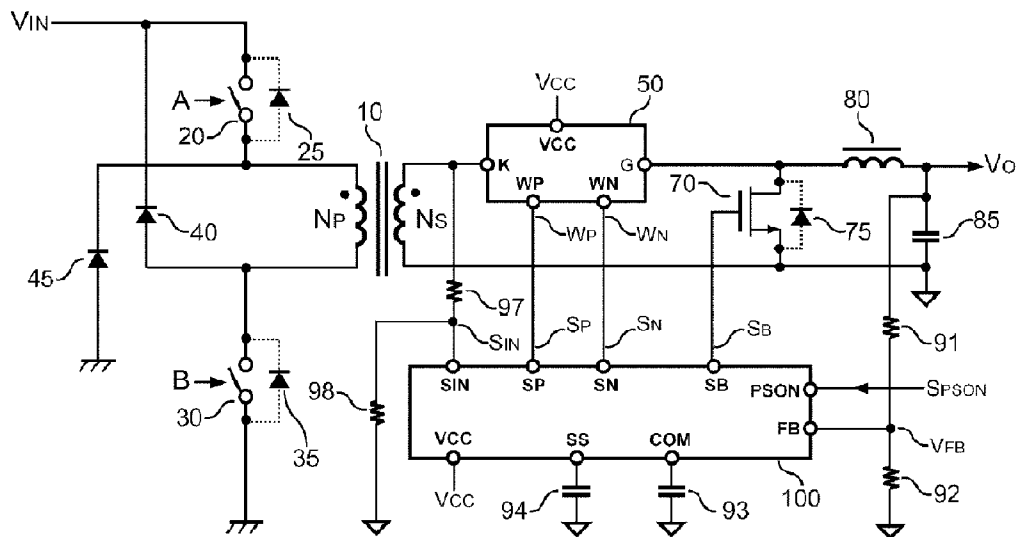 VIN
A
20
25
10
VCC
50
VCC
K
G
WP
WN
80
VO
NP
NS
40
45
WP
WN
70
75
85
97
SIN
SP
SN
SB
91
B
30
35
98
SIN
SP
SN
SB
PSON
SPSON
FB
VFB
VCC
SS
COM
100
92
VCC
94
93